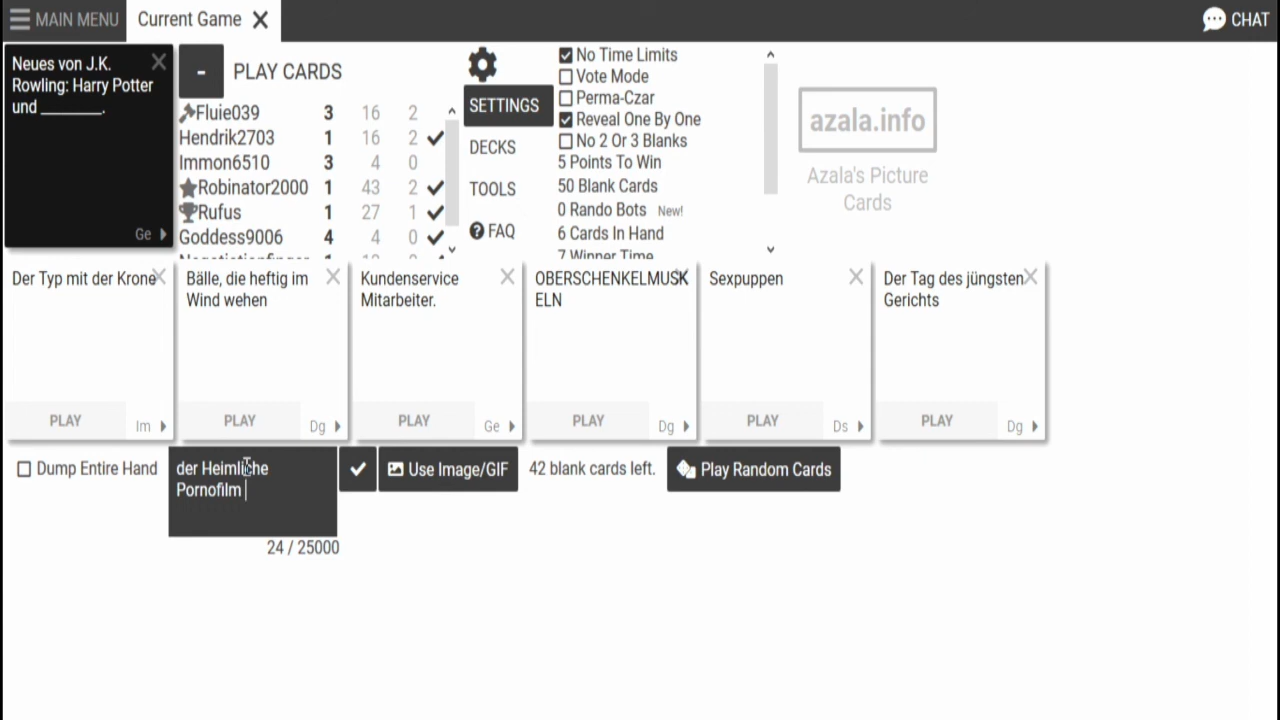 MAIN MENU
Current Game
CHAT
Neues von J.K.
Rowling: Harry Potter
und ________.
Ge
-
PLAY CARDS
Fluie039 3 16 2
Hendrik2703 1 16 2
Immon6510 3 4 0
Robinator2000 1 43 2
Rufus 1 27 1
Goddess9006 4 4 0
SETTINGS
DECKS
TOOLS
FAQ
No Time Limits
Vote Mode
Perma-Czar
Reveal One By One
No 2 Or 3 Blanks
5 Points To Win
50 Blank Cards
0 Rando Bots New!
6 Cards In Hand
7 Winner Time
azala.info
Azala's Picture
Cards
Der Typ mit der Krone
PLAY
Im
Bälle, die heftig im
Wind wehen
PLAY
Dg
Kundenservice
Mitarbeiter.
PLAY
Ge
OBERSCHENKELMUSK
ELN
PLAY
Dg
Sexpuppen
PLAY
Ds
Der Tag des jüngsten
Gerichts
PLAY
Dg
Dump Entire Hand
der Heimliche
Pornofilm
24 / 25000
Use Image/GIF
42 blank cards left.
Play Random Cards